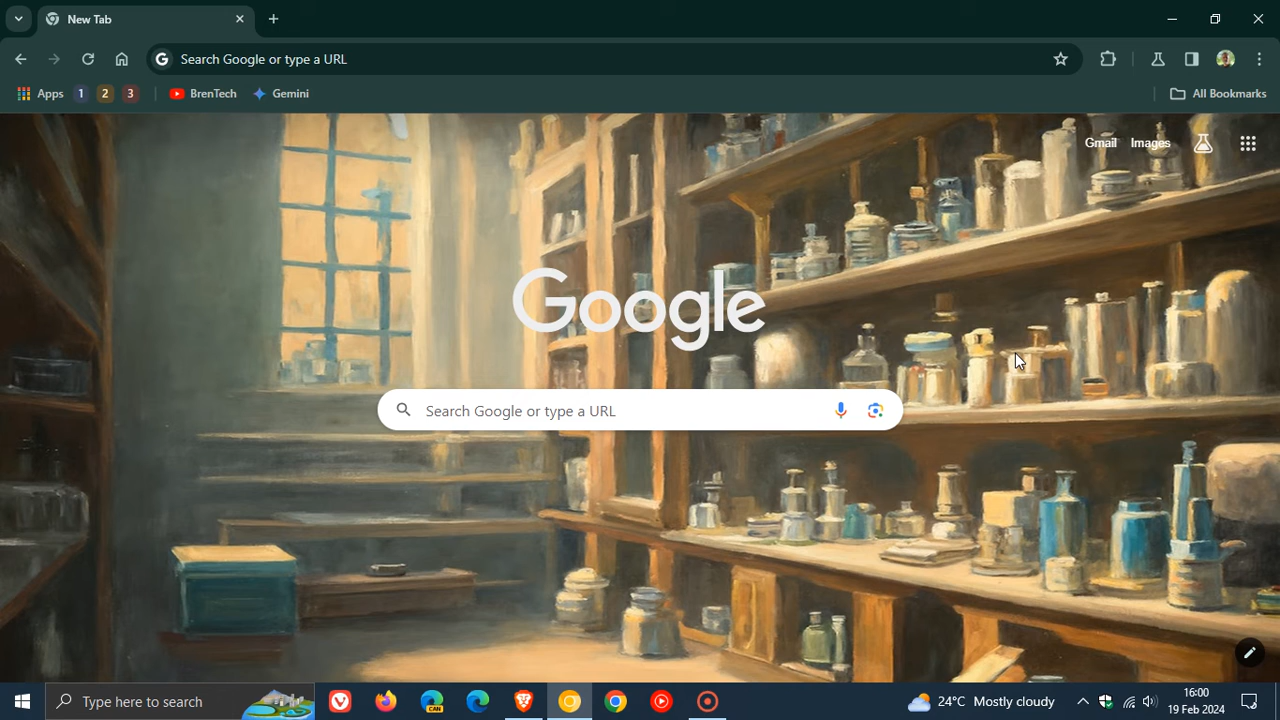 New Tab
Search Google or type a URL
Apps 1 2 3 BrenTech Gemini All Bookmarks
Gmail Images
Google
Search Google or type a URL
Type here to search CAN 24°C Mostly cloudy 16:00
19 Feb 2024